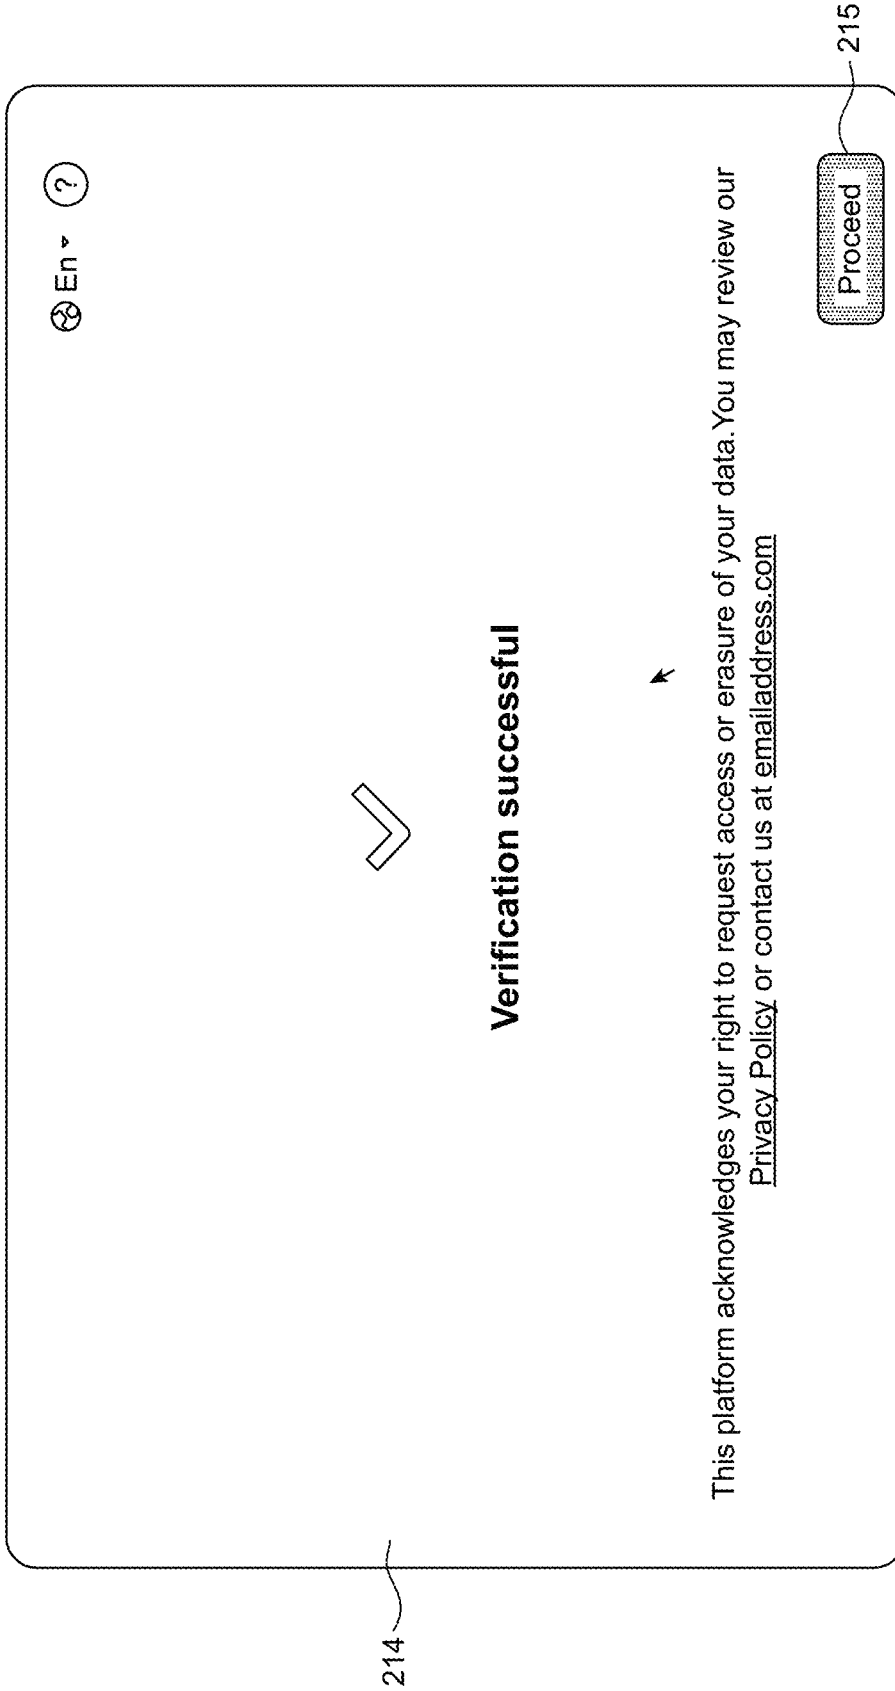 En
?
Verification successful
This platform acknowledges your right to request access or erasure of your data.You may review our
Privacy Policy or contact us at emailaddress.com
Proceed
214
215